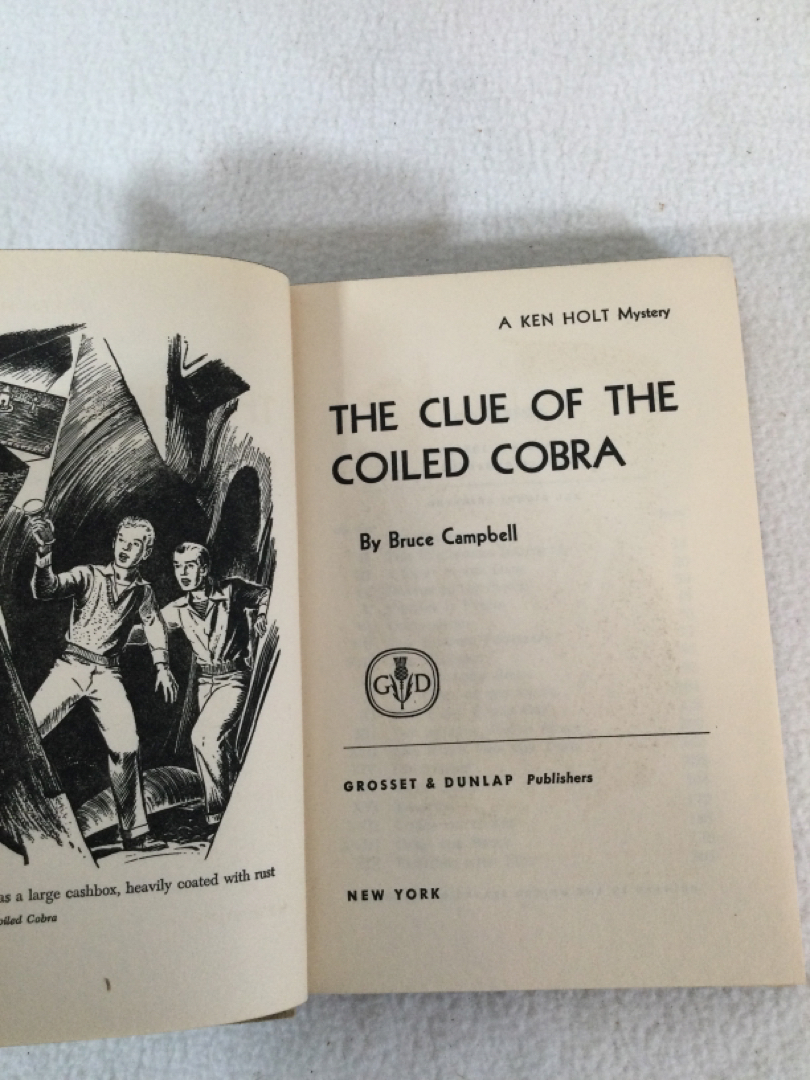 as a large cashbox, heavily coated with rust
oiled Cobra
A KEN HOLT Mystery
THE CLUE OF THE
COILED COBRA
By Bruce Campbell
G D
GROSSET & DUNLAP Publishers
NEW YORK